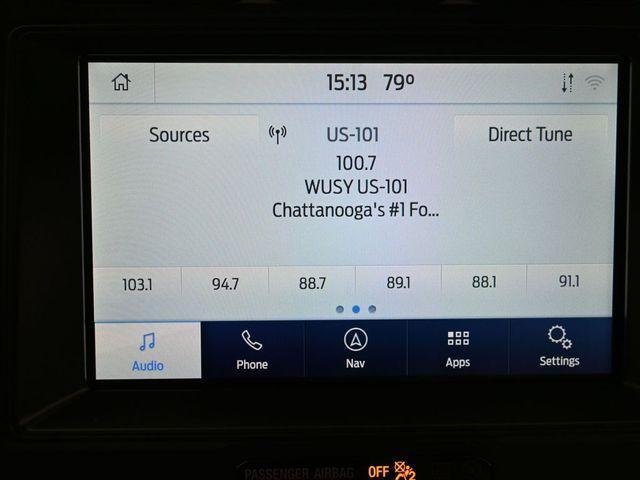 15:13 79°
Sources US-101 Direct Tune
100.7
WUSY US-101
Chattanooga's #1 Fo...
103.1 94.7 88.7 89.1 88.1 91.1
Audio Phone Nav Apps Settings
PASSENGER AIRBAG OFF 2